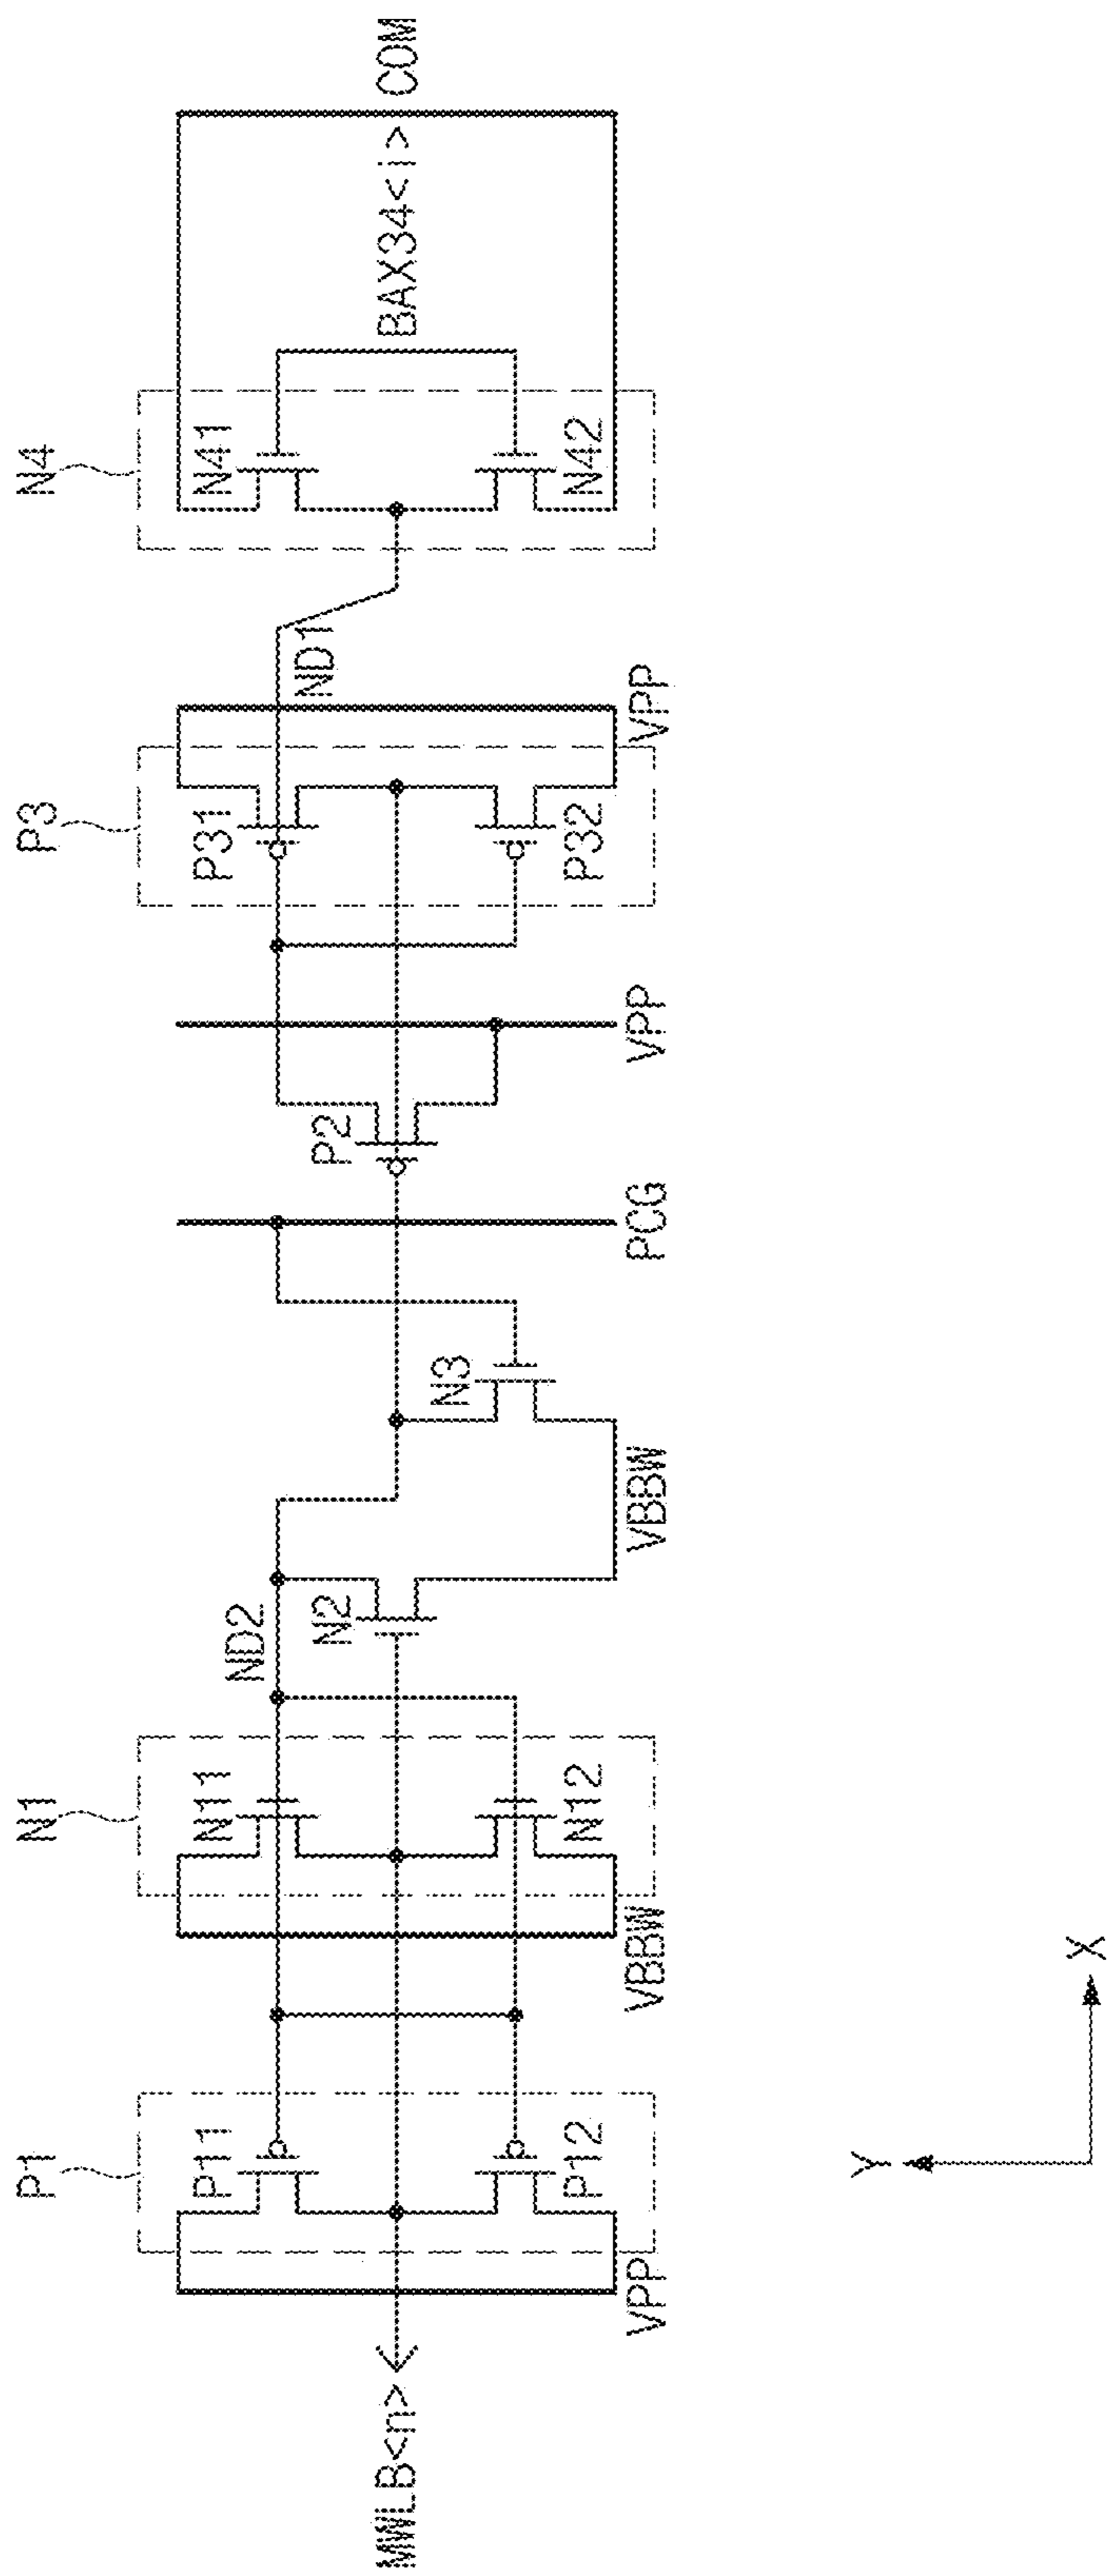 P1
N1
P3
N4
P11
N11
ND2
P31
N41
N2
P2
ND1
MWLB<n>
BAX34<i>
COM
N3
P12
N12
P32
N42
VPP
VBBW
VBBW
PCG
VPP
VPP
Y
X